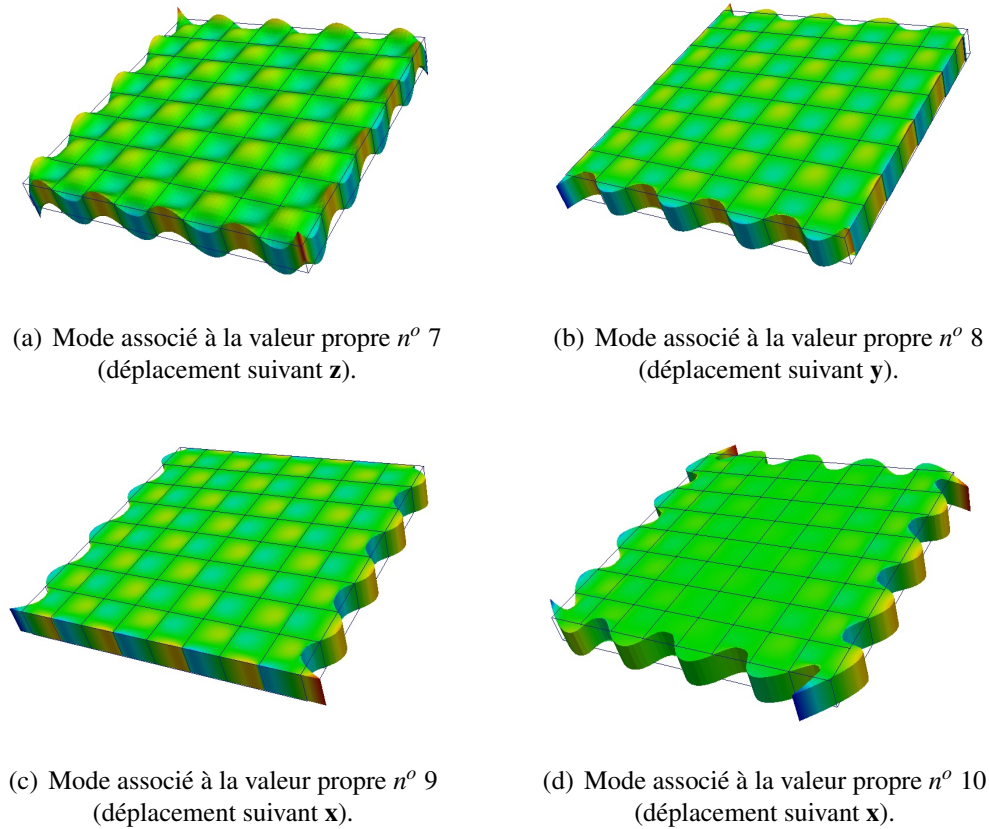 (a) Mode associé à la valeur propre n° 7
(déplacement suivant z).
(b) Mode associé à la valeur propre n° 8
(déplacement suivant y).
(c) Mode associé à la valeur propre n° 9
(déplacement suivant x).
(d) Mode associé à la valeur propre n° 10
(déplacement suivant x).